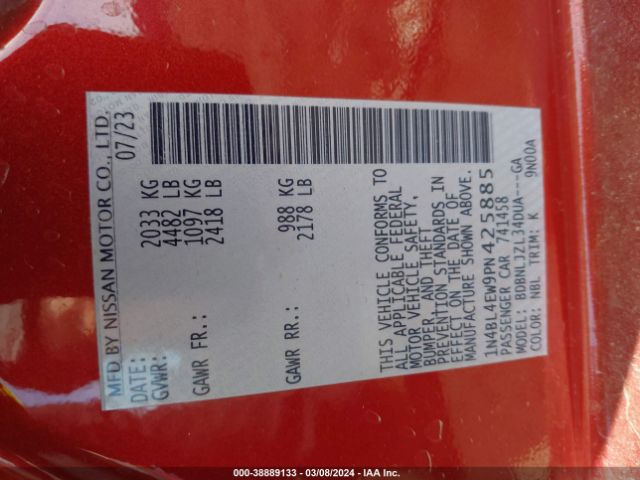 MFD BY NISSAN MOTOR CO., LTD.
DATE: 07/23
GVWR: 2033 KG
4482 LB
GAWR FR.: 1097 KG
2418 LB
GAWR RR.: 988 KG
2178 LB
THIS VEHICLE CONFORMS TO
ALL APPLICABLE FEDERAL
MOTOR VEHICLE SAFETY,
BUMPER, AND THEFT
PREVENTION STANDARDS IN
EFFECT ON THE DATE OF
MANUFACTURE SHOWN ABOVE.
1N4BL4EW9PN425885
PASSENGER CAR 741458
MODEL: BDBNLJZL34DUA---GA
COLOR: NBL TRIM: K 9N00A
000-38889133 - 03/08/2024 - IAA Inc.